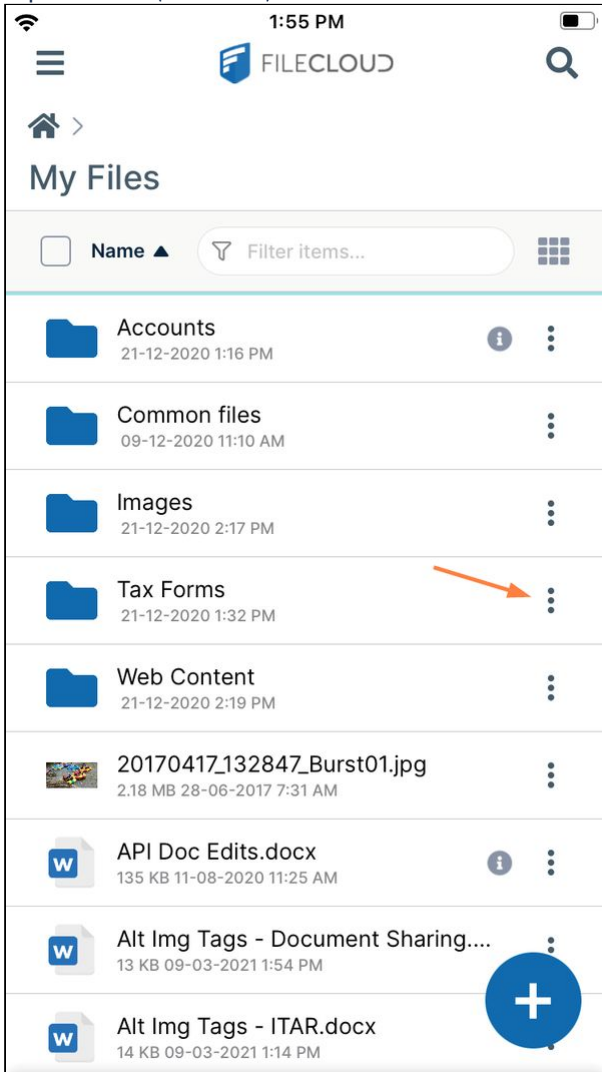 1:55 PM
FILECLOUD
My Files
Name ▲ Filter items...
Accounts
21-12-2020 1:16 PM
Common files
09-12-2020 11:10 AM
Images
21-12-2020 2:17 PM
Tax Forms
21-12-2020 1:32 PM
Web Content
21-12-2020 2:19 PM
20170417_132847_Burst01.jpg
2.18 MB 28-06-2017 7:31 AM
W API Doc Edits.docx
135 KB 11-08-2020 11:25 AM
W Alt Img Tags - Document Sharing....
13 KB 09-03-2021 1:54 PM
W Alt Img Tags - ITAR.docx
14 KB 09-03-2021 1:14 PM